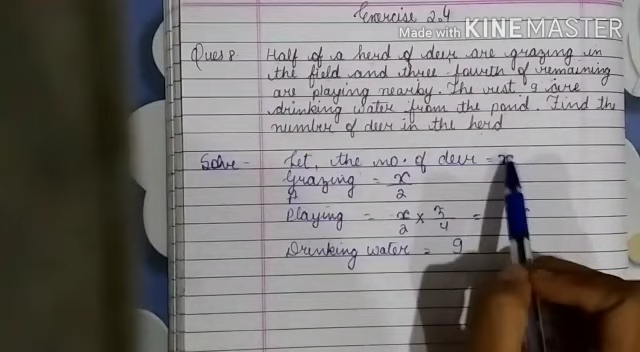 Exercise 2.4
Made with KINEMASTER
Ques 8 Half of a herd of deer are grazing in
the field and three fourth of remaining
are playing nearby. The rest 9 are
drinking water from the pond. Find the
number of deer in the herd
Solve - Let, the no. of deer = x
Grazing = x/2
Playing = x/2 × 3/4 =
Drinking water = 9